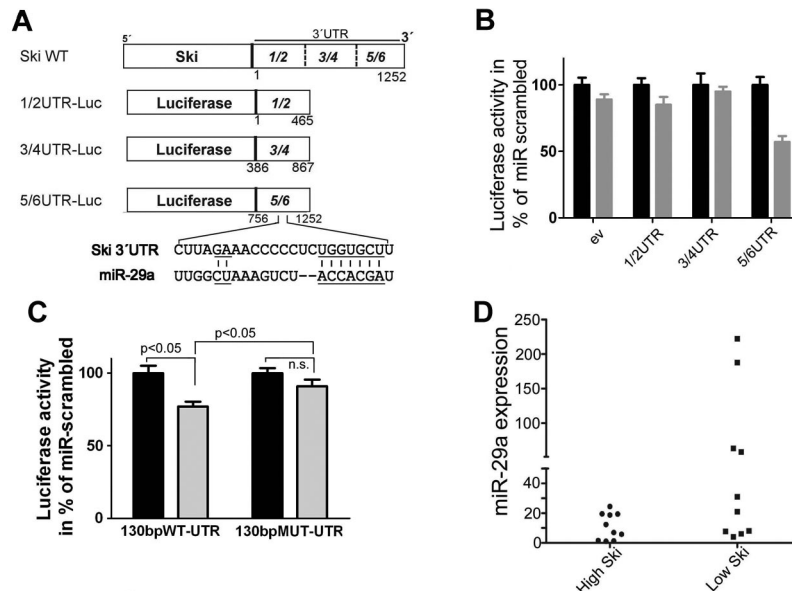 A
5´ 3´UTR 3´
Ski WT Ski 1/2 3/4 5/6
1 1252
1/2UTR-Luc Luciferase 1/2
1 465
3/4UTR-Luc Luciferase 3/4
386 867
5/6UTR-Luc Luciferase 5/6
756 1252
Ski 3´UTR CUUAGAAACCCCCUCUGGUGCUU
miR-29a UUGGCUAAAGUCU--ACCACGAU
B
Luciferase activity in
% of miR scrambled
100
50
0
ev
1/2UTR
3/4UTR
5/6UTR
C
Luciferase activity
in % of miR-scrambled
100
50
0
p<0.05
p<0.05
n.s.
130bpWT-UTR 130bpMUT-UTR
D
miR-29a expression
250
200
150
100
50
40
20
0
High Ski
Low Ski